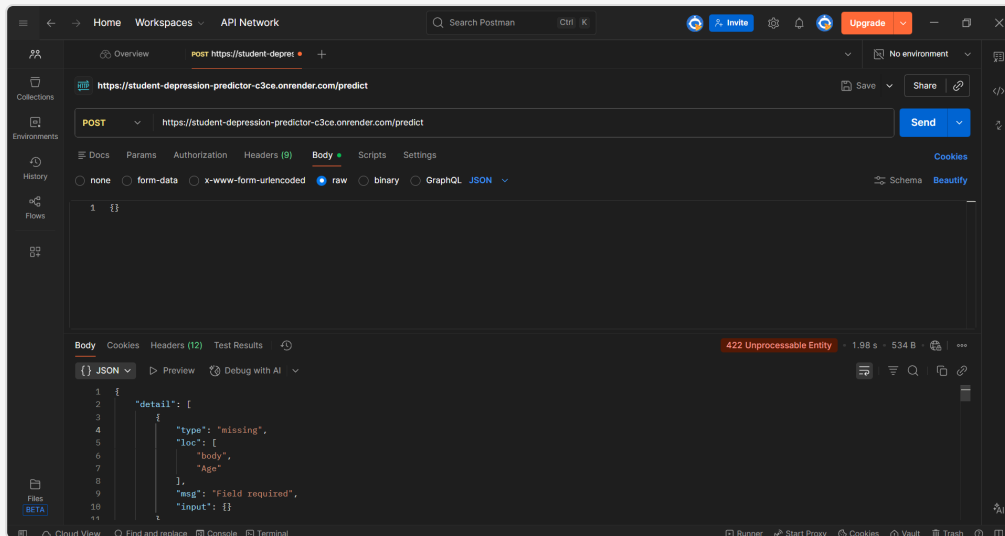 Home Workspaces API Network Search Postman Ctrl K Invite Upgrade
Overview POST https://student-depres No environment
https://student-depression-predictor-c3ce.onrender.com/predict Save Share
Collections
POST https://student-depression-predictor-c3ce.onrender.com/predict Send
Environments
Docs Params Authorization Headers (9) Body Scripts Settings Cookies
History
none form-data x-www-form-urlencoded raw binary GraphQL JSON Schema Beautify
Flows
1 {}
Body Cookies Headers (12) Test Results 422 Unprocessable Entity 1.98 s 534 B
{} JSON Preview Debug with AI
1 {
2 "detail": [
3 {
4 "type": "missing",
5 "loc": [
6 "body",
7 "Age"
8 ],
9 "msg": "Field required",
10 "input": {}
11 }
Files
BETA
AI
Cloud View Find and replace Console Terminal Runner Start Proxy Cookies Vault Trash